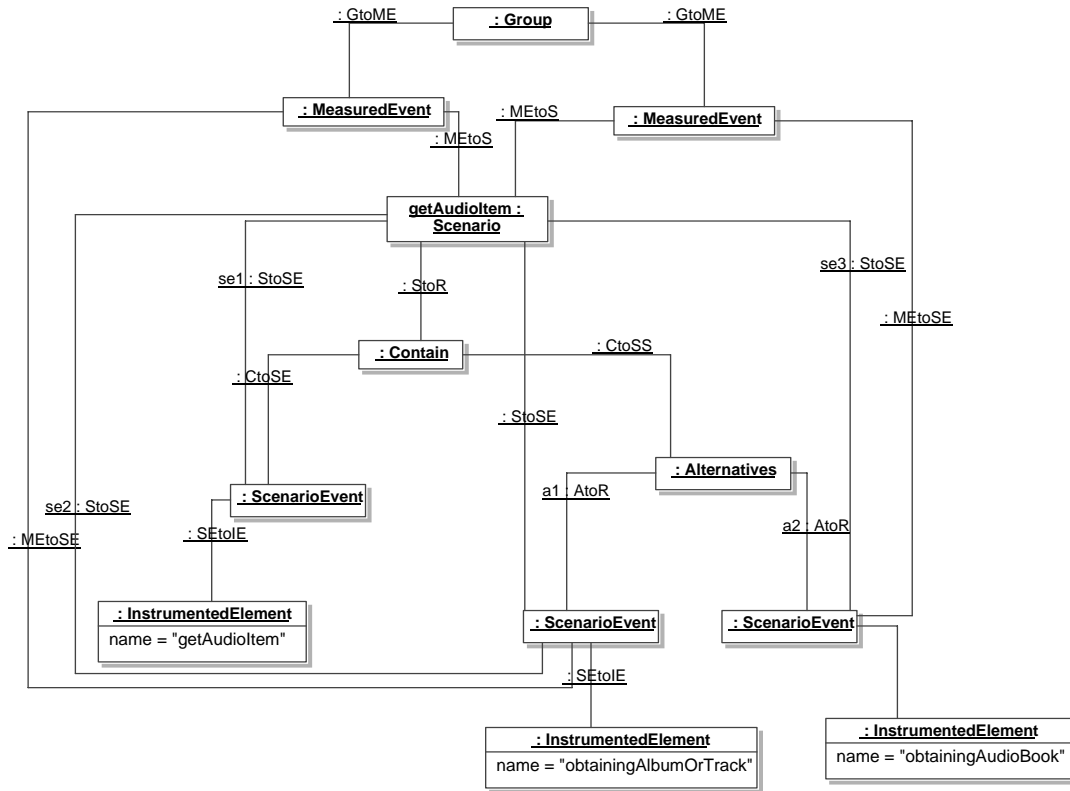 : GtoME
: Group
: GtoME
: MeasuredEvent
: MEtoS
: MEtoS
: MeasuredEvent
getAudioItem :
Scenario
se1 : StoSE
: StoR
se3 : StoSE
: MEtoSE
: Contain
: CtoSS
: CtoSE
: StoSE
: Alternatives
a1 : AtoR
: ScenarioEvent
se2 : StoSE
a2 : AtoR
: MEtoSE
: SEtoIE
: InstrumentedElement
name = "getAudioItem"
: ScenarioEvent
: ScenarioEvent
: SEtoIE
: InstrumentedElement
name = "obtainingAlbumOrTrack"
: InstrumentedElement
name = "obtainingAudioBook"